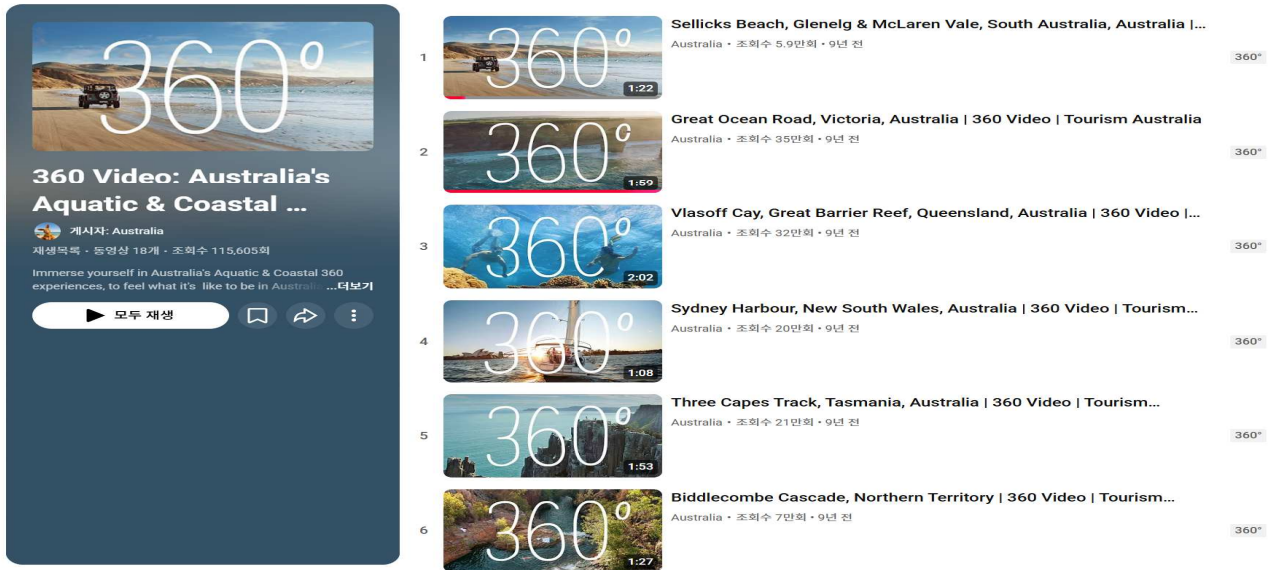 360°
360 Video: Australia's
Aquatic & Coastal ...
게시자: Australia
재생목록 • 동영상 18개 • 조회수 115,605회
Immerse yourself in Australia's Aquatic & Coastal 360
experiences, to feel what it's like to be in Australia ...더보기
모두 재생
1
360°
1:22
Sellicks Beach, Glenelg & McLaren Vale, South Australia, Australia |...
Australia • 조회수 5.9만회 • 9년 전
360°
2
360°
1:59
Great Ocean Road, Victoria, Australia | 360 Video | Tourism Australia
Australia • 조회수 35만회 • 9년 전
360°
3
360°
2:02
Vlasoff Cay, Great Barrier Reef, Queensland, Australia | 360 Video |...
Australia • 조회수 32만회 • 9년 전
360°
4
360°
1:08
Sydney Harbour, New South Wales, Australia | 360 Video | Tourism...
Australia • 조회수 20만회 • 9년 전
360°
5
360°
1:53
Three Capes Track, Tasmania, Australia | 360 Video | Tourism...
Australia • 조회수 21만회 • 9년 전
360°
6
360°
1:27
Biddlecombe Cascade, Northern Territory | 360 Video | Tourism...
Australia • 조회수 7만회 • 9년 전
360°